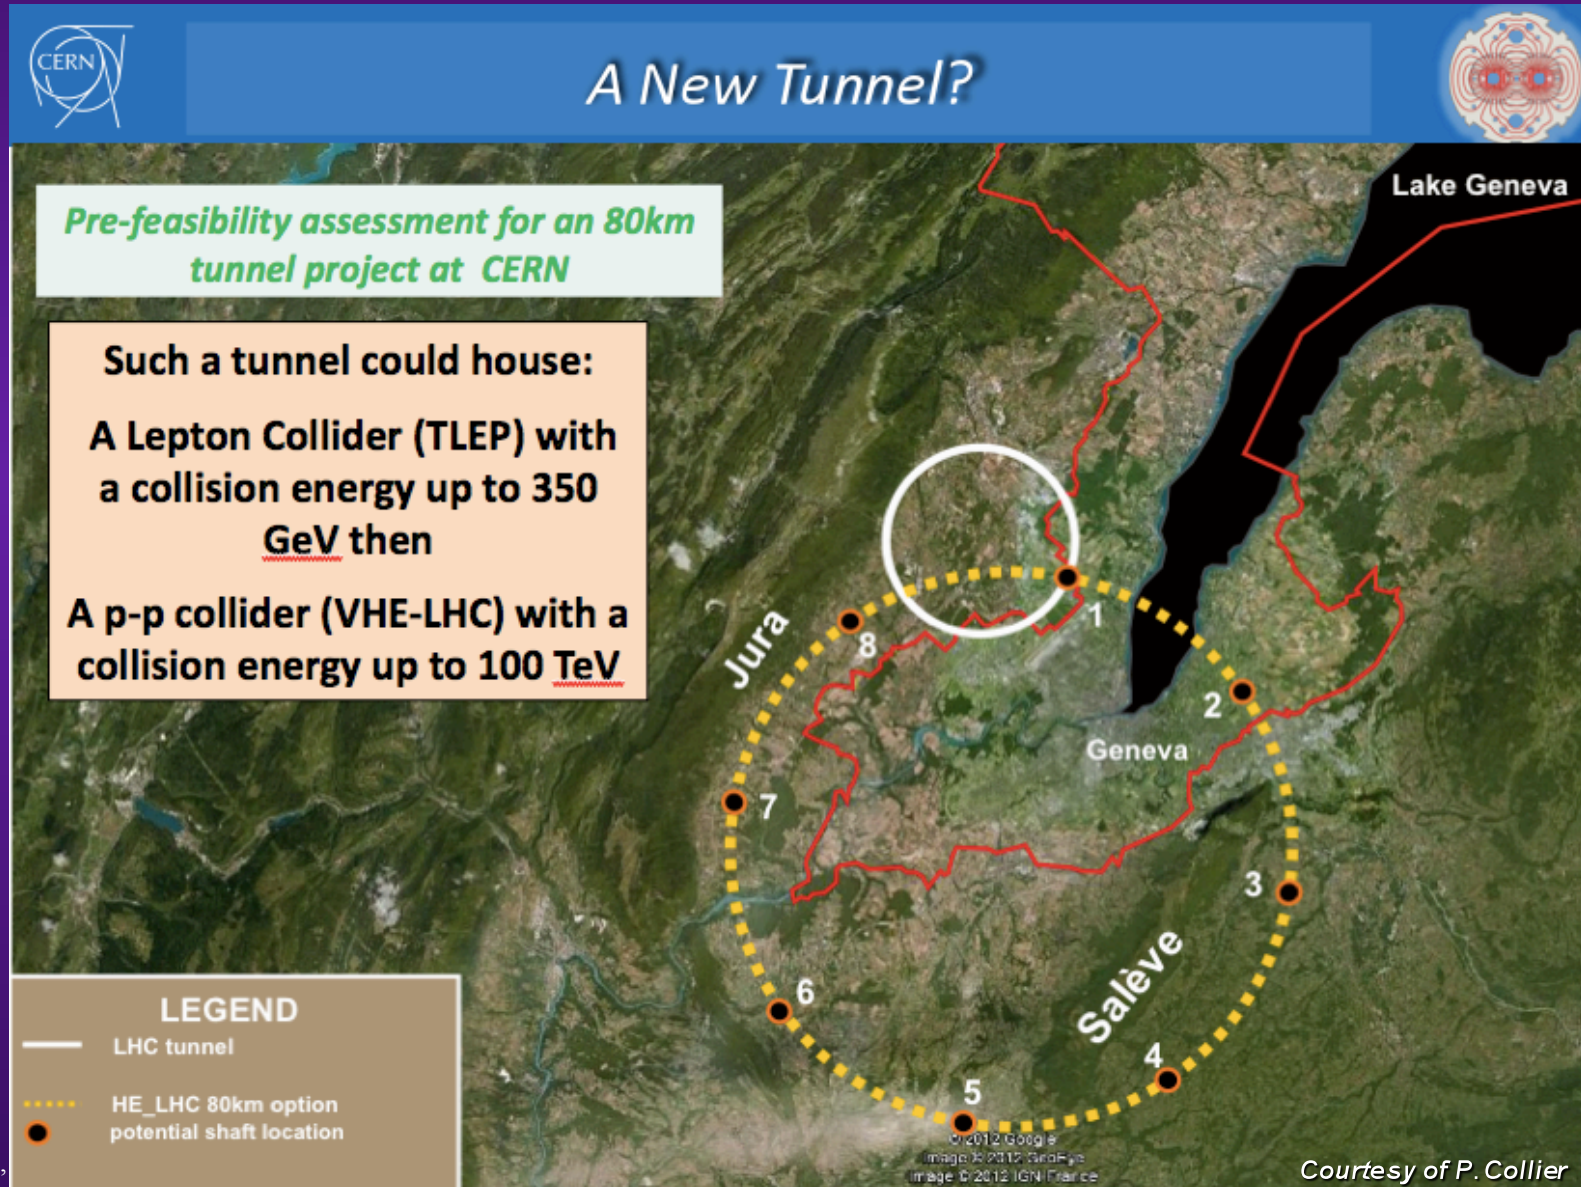 CERN
A New Tunnel?
Lake Geneva
Pre-feasibility assessment for an 80km
tunnel project at CERN
Such a tunnel could house:
A Lepton Collider (TLEP) with
a collision energy up to 350
GeV then
A p-p collider (VHE-LHC) with a
collision energy up to 100 TeV
Jura
8
1
2
Geneva
7
3
Salève
6
4
5
LEGEND
LHC tunnel
HE_LHC 80km option
potential shaft location
© 2012 Google
Image © 2012 GeoEye
Image © 2012 IGN France
Courtesy of P. Collier